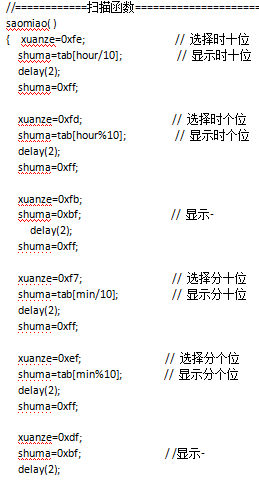 //============扫描函数=====================
saomiao( )
{ xuanze=0xfe; // 选择时十位
shuma=tab[hour/10]; // 显示时十位
delay(2);
shuma=0xff;
xuanze=0xfd; // 选择时个位
shuma=tab[hour%10]; // 显示时个位
delay(2);
shuma=0xff;
xuanze=0xfb;
shuma=0xbf; // 显示-
delay(2);
shuma=0xff;
xuanze=0xf7; // 选择分十位
shuma=tab[min/10]; // 显示分十位
delay(2);
shuma=0xff;
xuanze=0xef; // 选择分个位
shuma=tab[min%10]; // 显示分个位
delay(2);
shuma=0xff;
xuanze=0xdf;
shuma=0xbf; //显示-
delay(2);